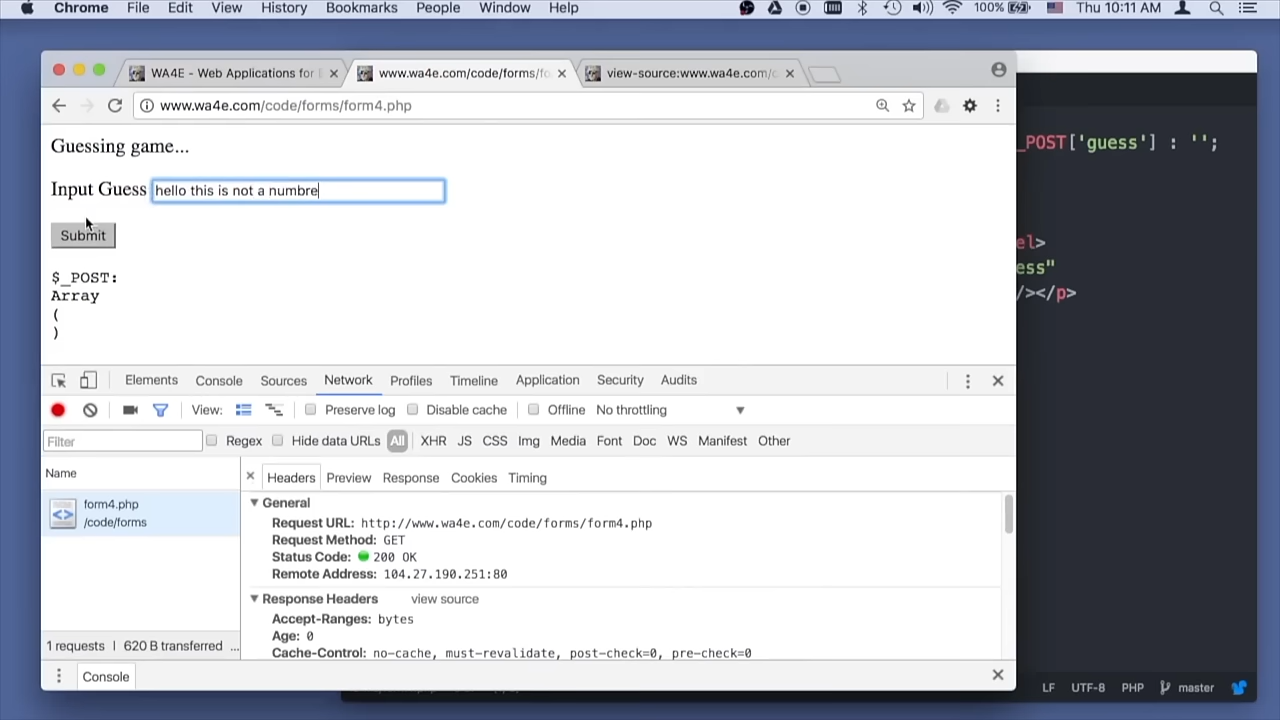 Chrome File Edit View History Bookmarks People Window Help 100% Thu 10:11 AM
WA4E - Web Applications for
www.wa4e.com/code/forms/fo
view-source:www.wa4e.com/
www.wa4e.com/code/forms/form4.php
Guessing game...
Input Guess hello this is not a numbre
Submit
$_POST:
Array
(
)
_POST['guess'] : '';
el>
ess"
/></p>
Elements Console Sources Network Profiles Timeline Application Security Audits
View: Preserve log Disable cache Offline No throttling
Filter Regex Hide data URLs All XHR JS CSS Img Media Font Doc WS Manifest Other
Name
form4.php
/code/forms
Headers Preview Response Cookies Timing
General
Request URL: http://www.wa4e.com/code/forms/form4.php
Request Method: GET
Status Code: 200 OK
Remote Address: 104.27.190.251:80
Response Headers view source
Accept-Ranges: bytes
Age: 0
Cache-Control: no-cache, must-revalidate, post-check=0, pre-check=0
1 requests | 620 B transferred ...
Console
LF UTF-8 PHP master